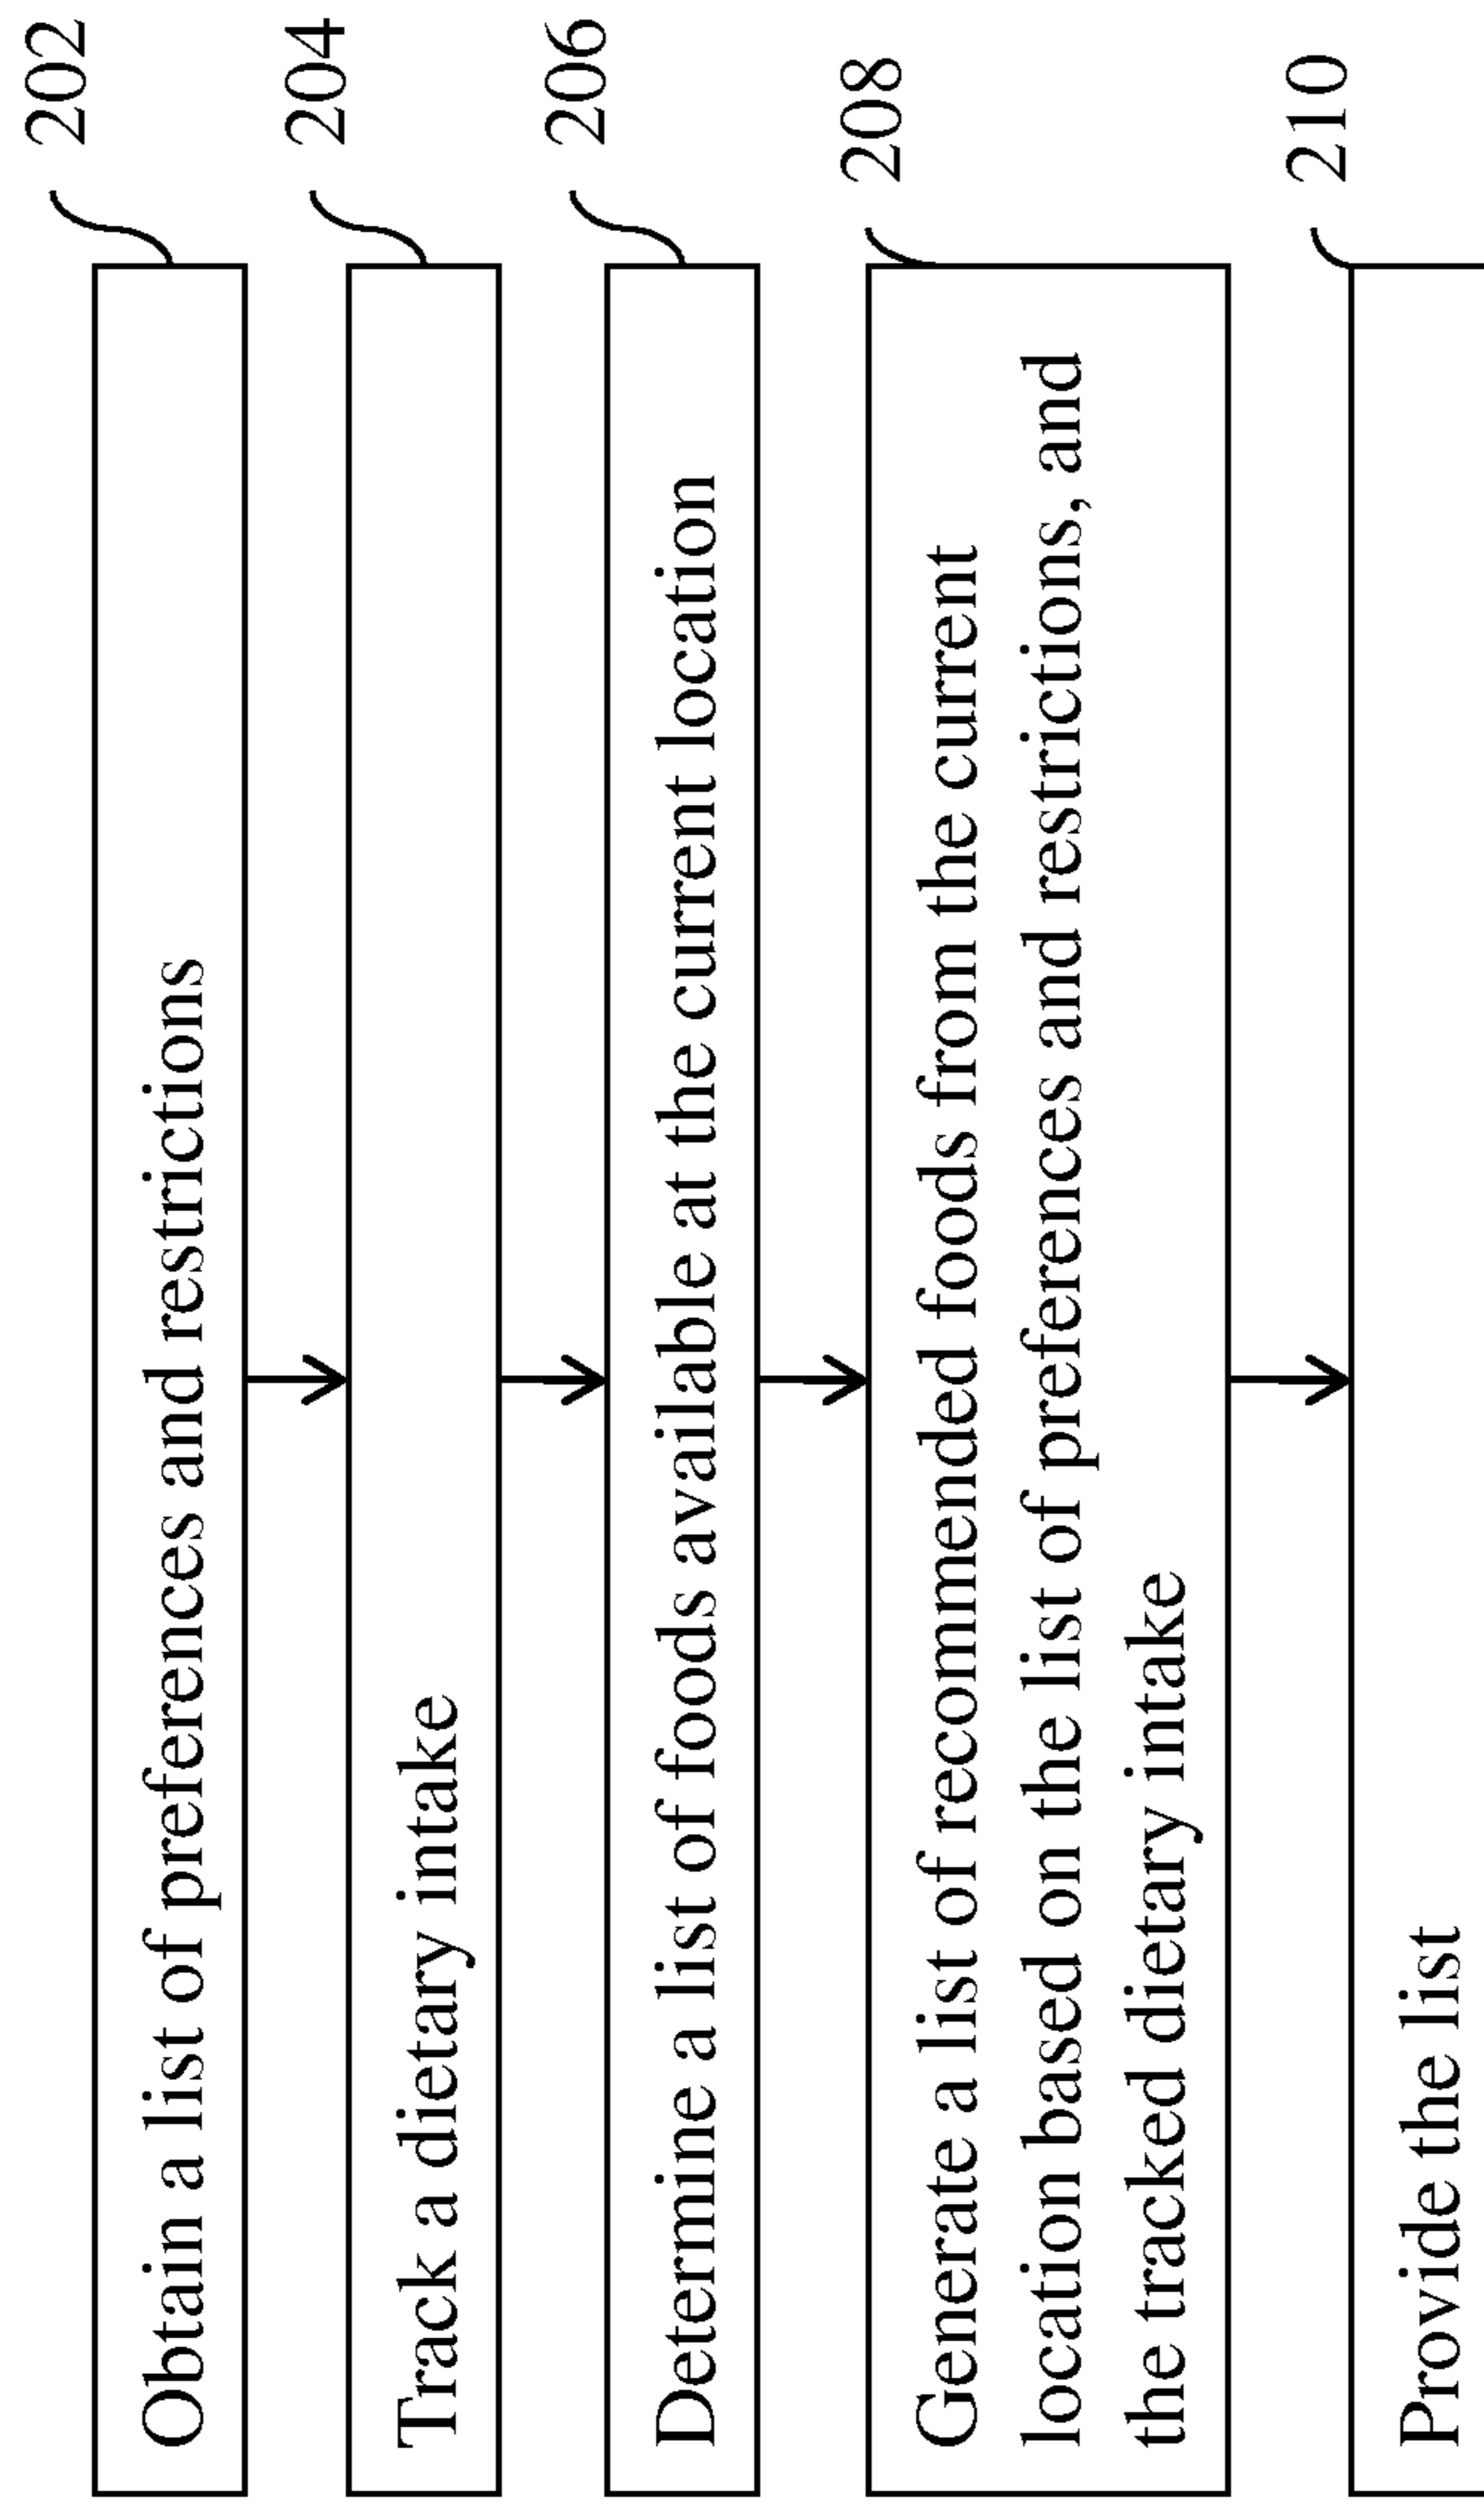 202
Obtain a list of preferences and restrictions
204
Track a dietary intake
206
Determine a list of foods available at the current location
208
Generate a list of recommended foods from the current
location based on the list of preferences and restrictions, and
the tracked dietary intake
210
Provide the list